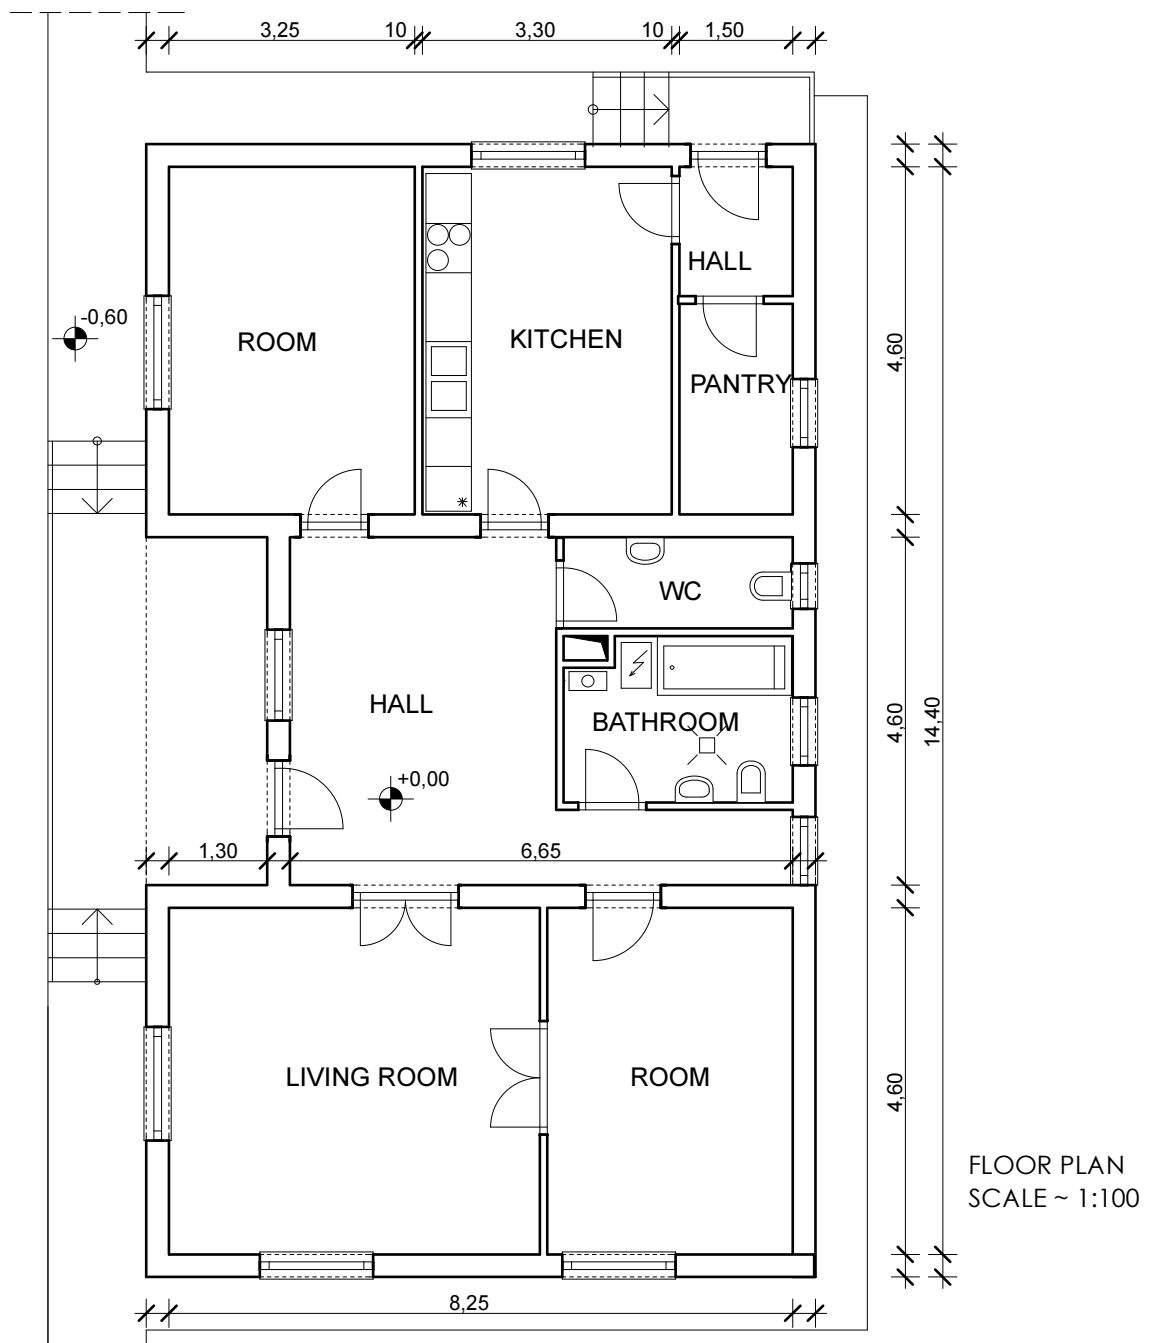 3,25
10
3,30
10
1,50
HALL
-0,60
ROOM
KITCHEN
4,60
PANTRY
WC
HALL
BATHROOM
4,60
14,40
+0,00
1,30
6,65
LIVING ROOM
ROOM
4,60
FLOOR PLAN
SCALE ~ 1:100
8,25